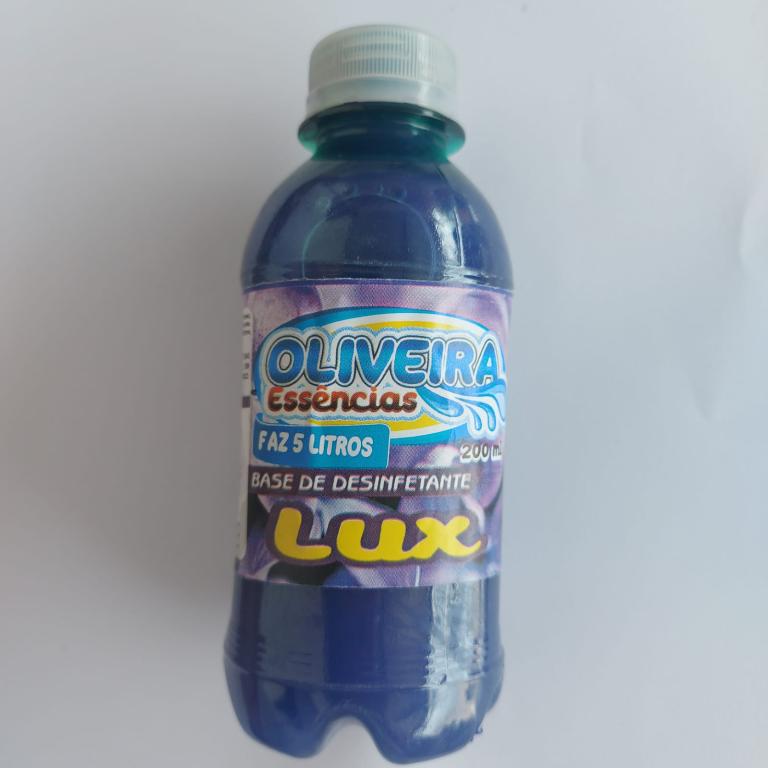 OLIVEIRA
Essências
FAZ 5 LITROS
200 ml
BASE DE DESINFETANTE
Lux